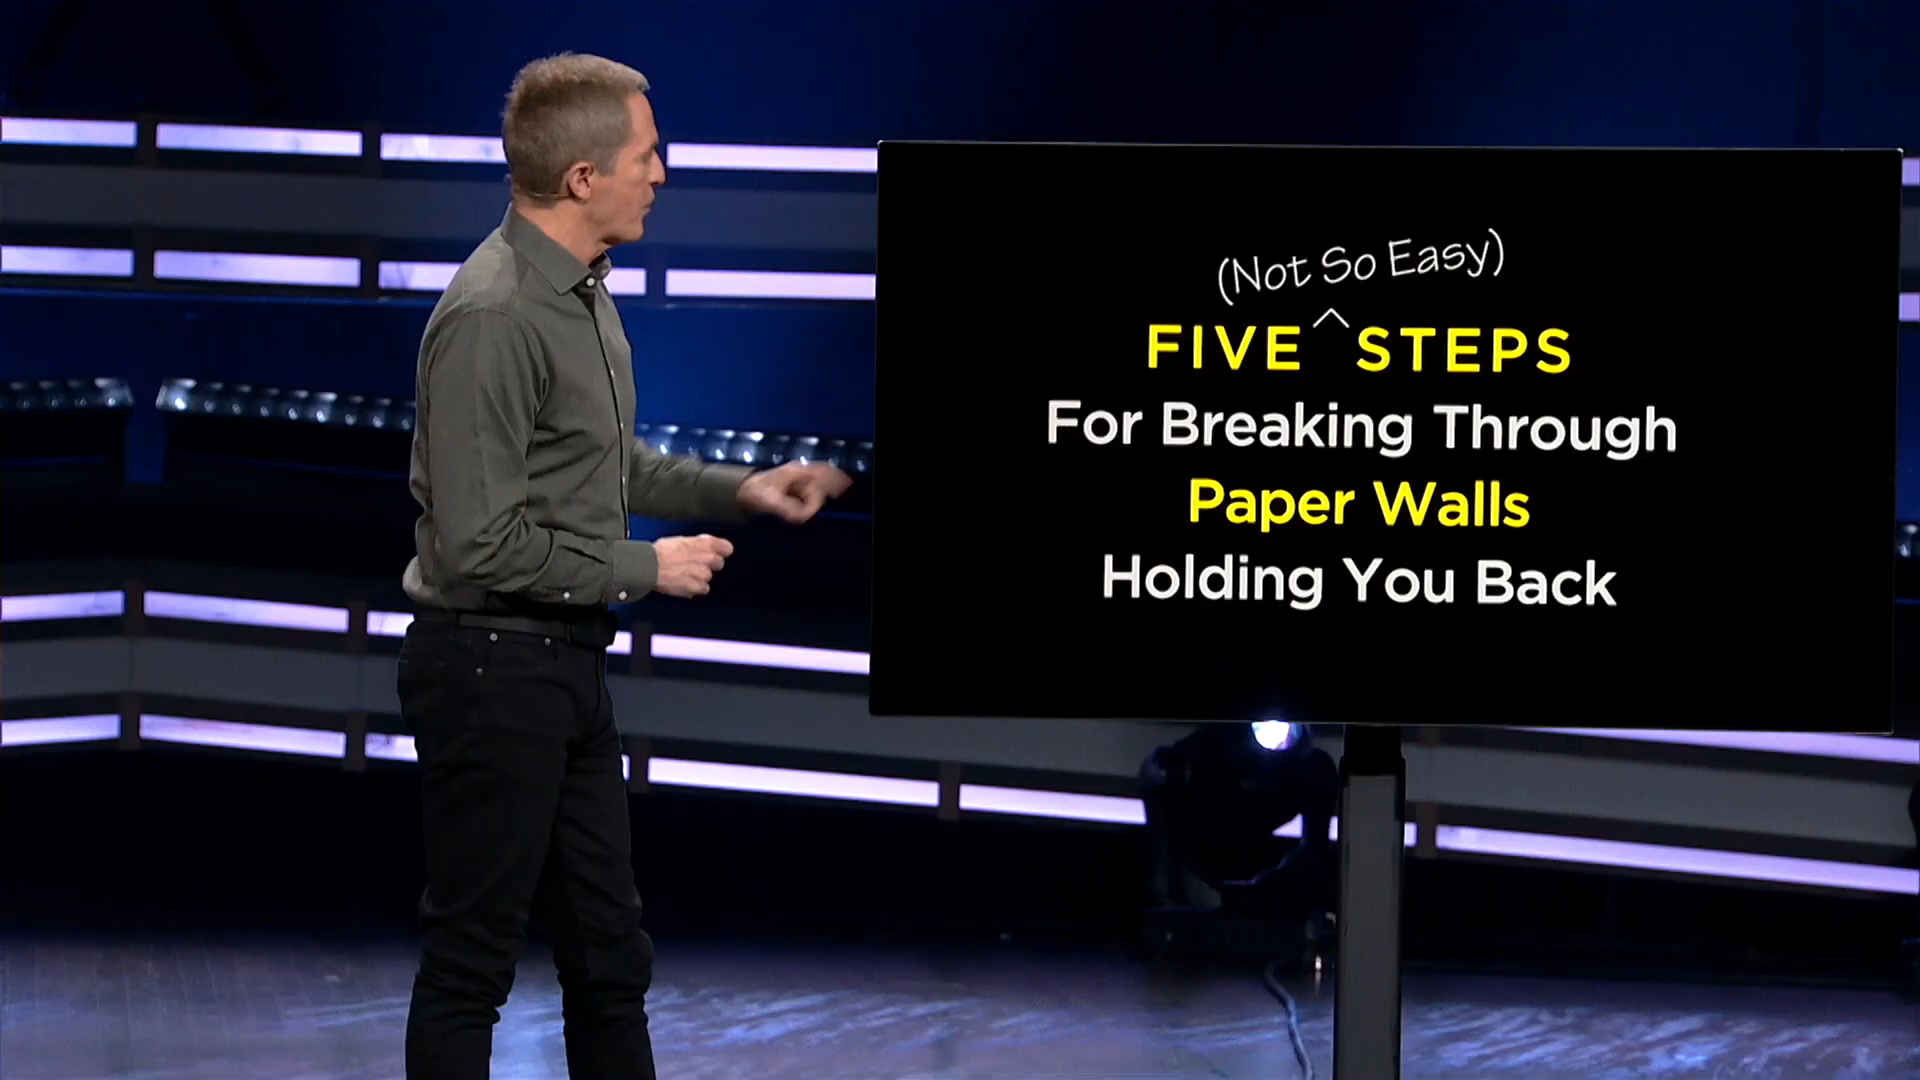 (Not So Easy)
FIVE ^ STEPS
For Breaking Through
Paper Walls
Holding You Back